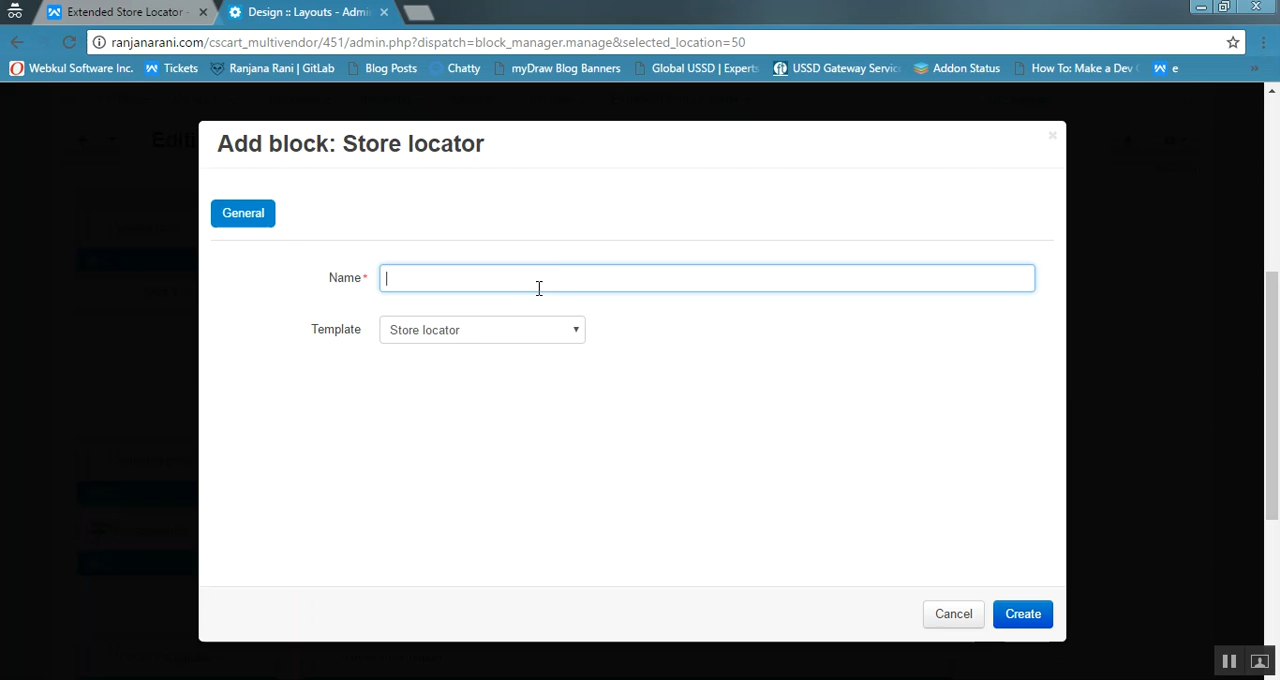 Extended Store Locator -
Design :: Layouts - Admi
ranjanarani.com/cscart_multivendor/451/admin.php?dispatch=block_manager.manage&selected_location=50
Webkul Software Inc. Tickets Ranjana Rani | GitLab Blog Posts Chatty myDraw Blog Banners Global USSD | Experts USSD Gateway Servic Addon Status How To: Make a Dev e »
Editi
Add block: Store locator
General
Name*
Template Store locator
Cancel Create